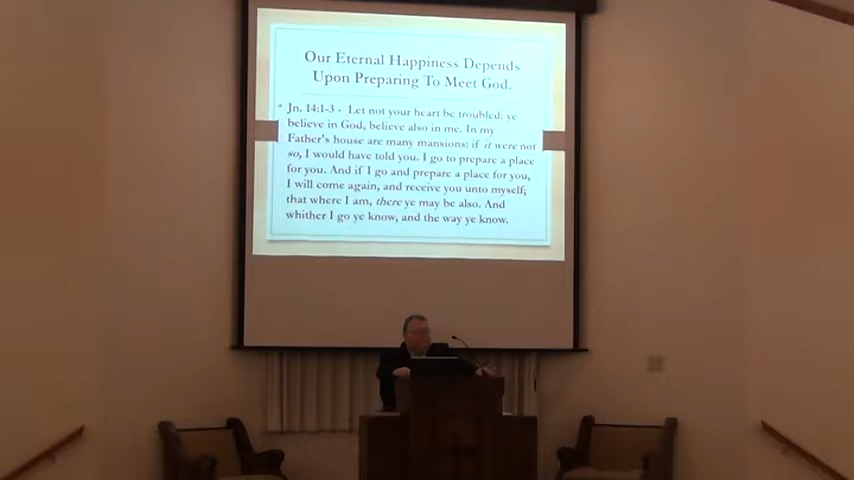 Our Eternal Happiness Depends
Upon Preparing To Meet God.
• Jn. 14:1-3 - Let not your heart be troubled: ye
believe in God, believe also in me. In my
Father's house are many mansions: if it were not
so, I would have told you. I go to prepare a place
for you. And if I go and prepare a place for you,
I will come again, and receive you unto myself;
that where I am, there ye may be also. And
whither I go ye know, and the way ye know.